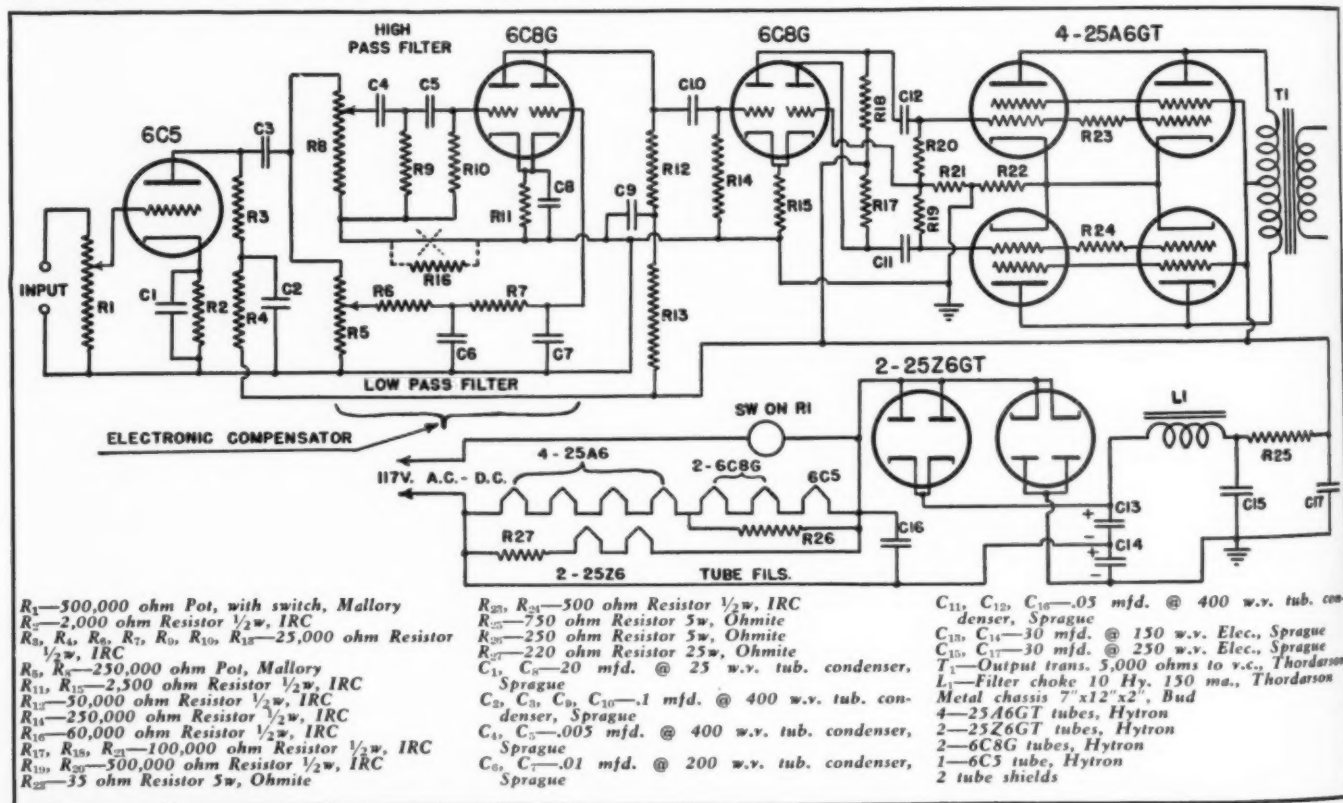 HIGH
PASS FILTER
6C8G
6C8G
4-25A6GT
C4
C5
C10
R18
C12
T1
6C5
C3
R8
R9
R10
R12
R14
R20
R23
R21
R22
R3
R11
C8
C9
R15
R17
R19
R24
C11
R16
INPUT
R1
C1
R2
R4
C2
R5
R6
R7
C6
C7
R13
LOW PASS FILTER
2-25Z6GT
ELECTRONIC COMPENSATOR
SW ON R1
L1
R25
4-25A6
2-6C8G
6C5
117V. A.C.-D.C.
C13
C15
C17
C16
R26
R27
C14
+
-
+
-
2-25Z6
TUBE FILS.
R1—500,000 ohm Pot, with switch, Mallory
R2—2,000 ohm Resistor ½w, IRC
R3, R4, R6, R7, R9, R10, R13—25,000 ohm Resistor
½w, IRC
R5, R8—250,000 ohm Pot, Mallory
R11, R15—2,500 ohm Resistor ½w, IRC
R12—50,000 ohm Resistor ½w, IRC
R14—250,000 ohm Resistor ½w, IRC
R16—60,000 ohm Resistor ½w, IRC
R17, R18, R21—100,000 ohm Resistor ½w, IRC
R19, R20—500,000 ohm Resistor ½w, IRC
35 ohm Resistor 5w, Ohmite
R23, R24—500 ohm Resistor ½w, IRC
R25—750 ohm Resistor 5w, Ohmite
R26—250 ohm Resistor 5w, Ohmite
R27—220 ohm Resistor 25w, Ohmite
C1, C8—20 mfd. @ 25 w.v. tub. condenser,
Sprague
C2, C3, C9, C10—.1 mfd. @ 400 w.v. tub. con-
denser, Sprague
C4, C5—.005 mfd. @ 400 w.v. tub. condenser,
Sprague
C6, C7—.01 mfd. @ 200 w.v. tub. condenser,
Sprague
C11, C12, C16—.05 mfd. @ 400 w.v. tub. con-
denser, Sprague
C13, C14—30 mfd. @ 150 w.v. Elec., Sprague
C15, C17—30 mfd. @ 250 w.v. Elec., Sprague
T1—Output trans. 5,000 ohms to v.c., Thordarson
L1—Filter choke 10 Hy. 150 ma., Thordarson
Metal chassis 7"x12"x2", Bud
4—25A6GT tubes, Hytron
2—25Z6GT tubes, Hytron
2—6C8G tubes, Hytron
1—6C5 tube, Hytron
2 tube shields